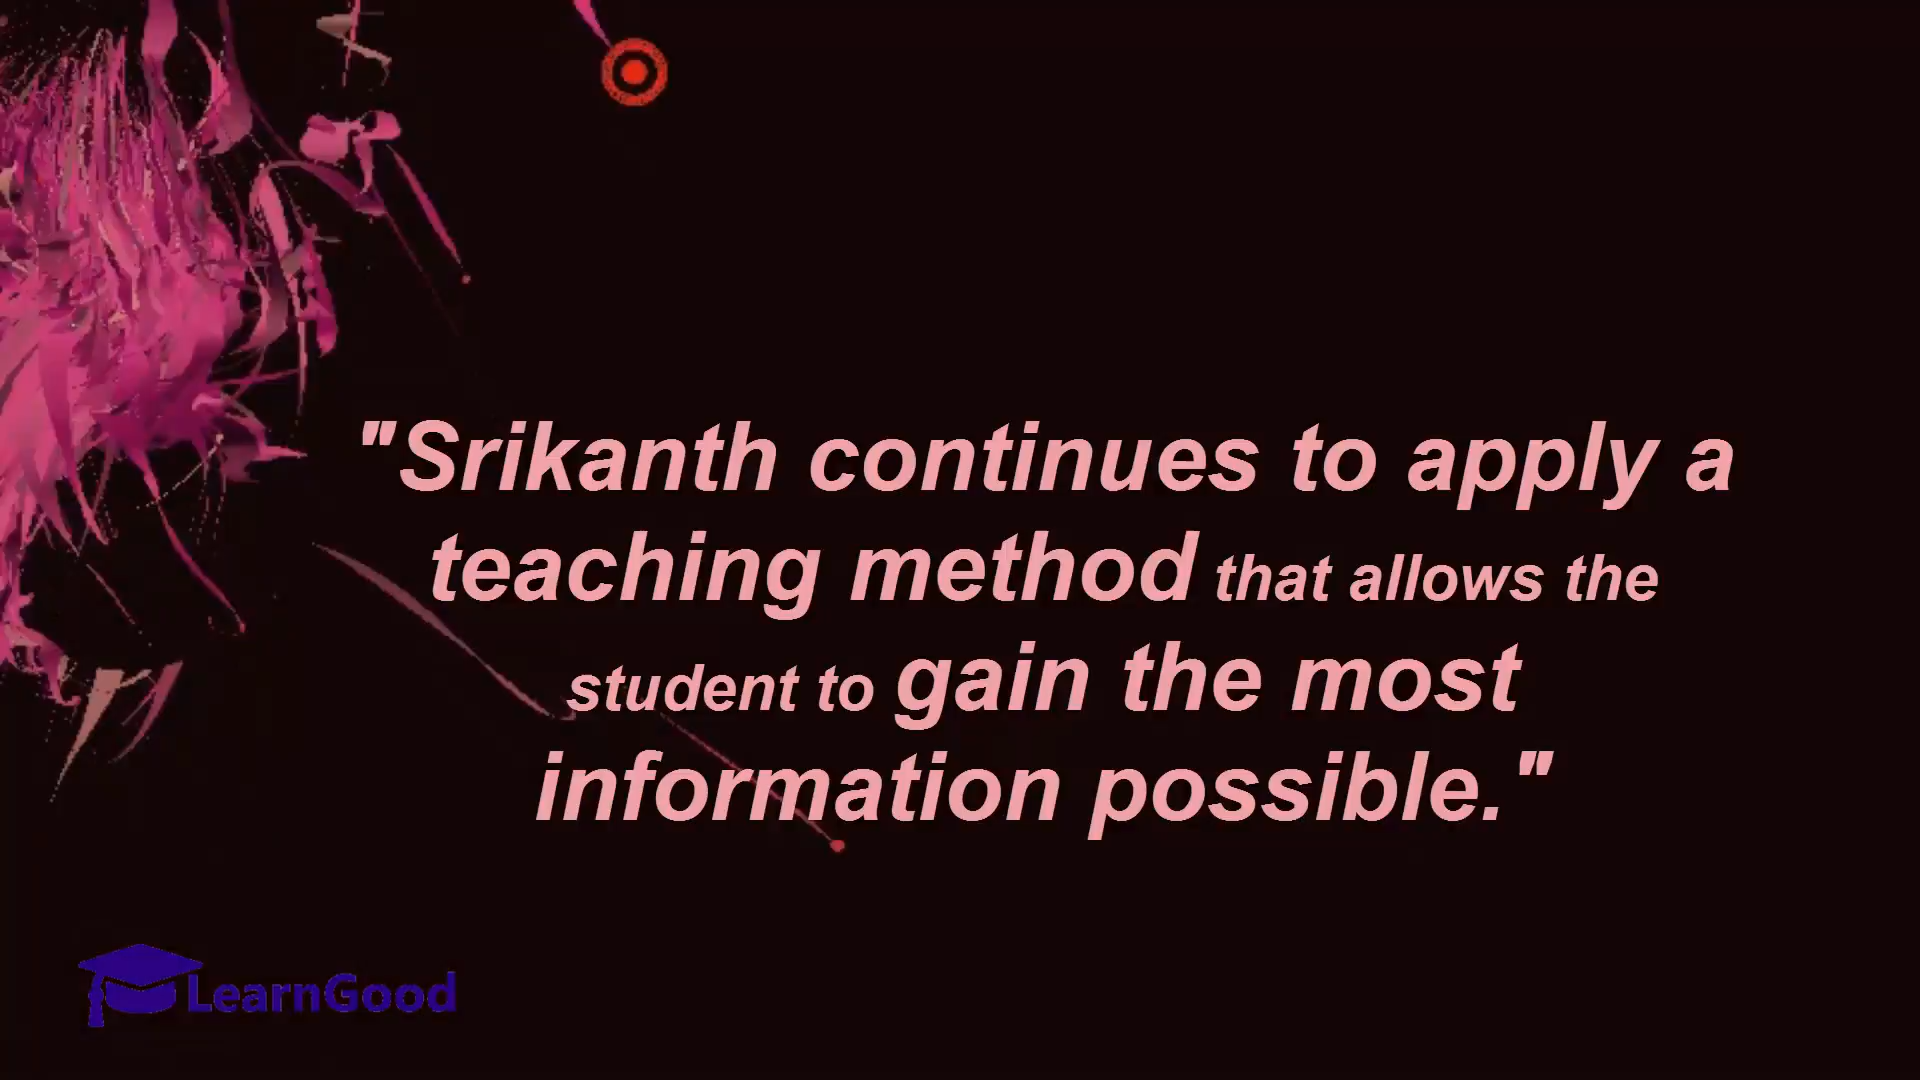 "Srikanth continues to apply a
teaching method that allows the
student to gain the most
information possible."
LearnGood